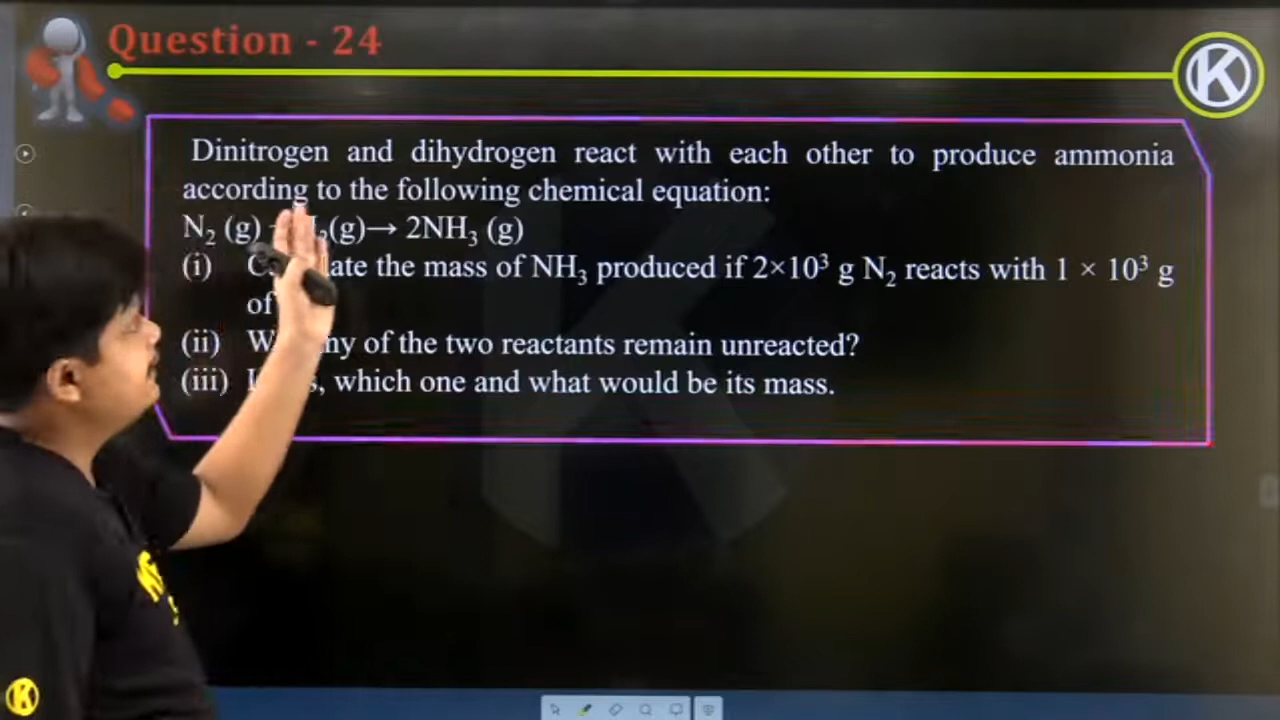 Question - 24
K
Dinitrogen and dihydrogen react with each other to produce ammonia
according to the following chemical equation:
N₂ (g) (g)→ 2NH₃ (g)
(i) the mass of NH₃ produced if 2×10³ g N₂ reacts with 1 × 10³ g
of
(ii) of the two reactants remain unreacted?
(iii) which one and what would be its mass.
K